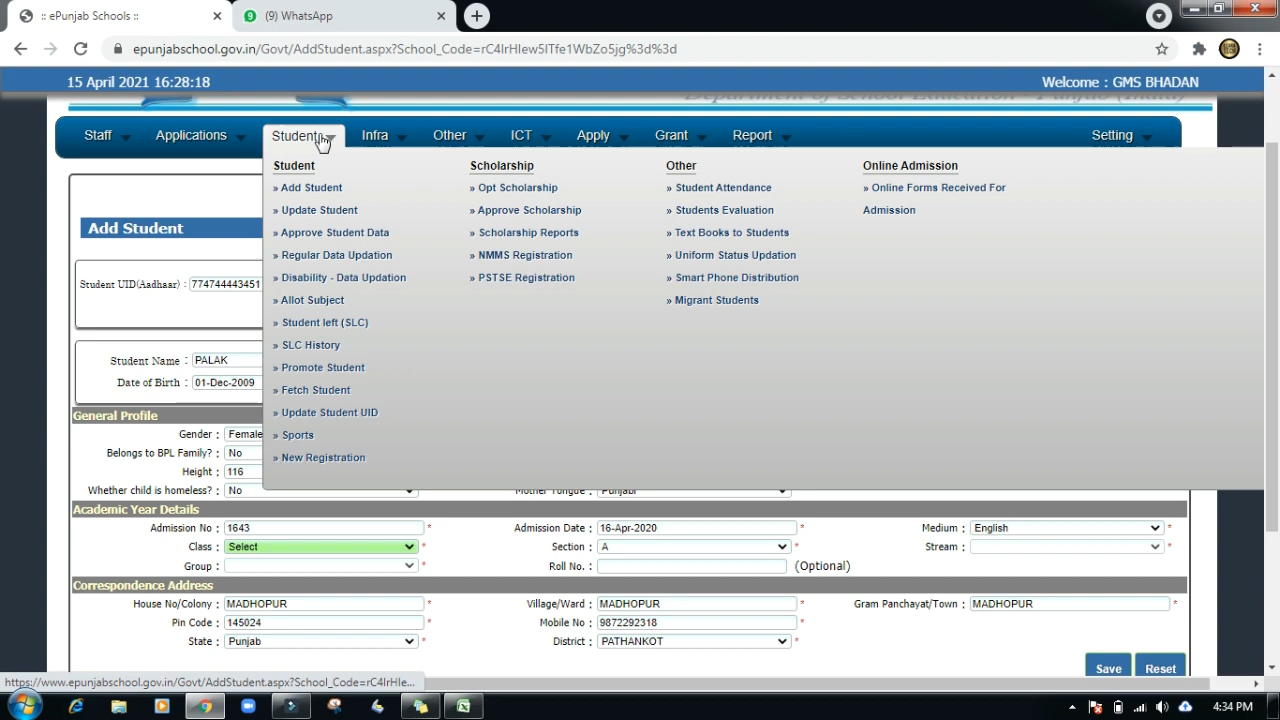 :: ePunjab Schools ::
(9) WhatsApp
epunjabschool.gov.in/Govt/AddStudent.aspx?School_Code=rC4lrHIew5lTfe1WbZo5jg%3d%3d
15 April 2021 16:28:18
Welcome : GMS BHADAN
Department of School Education - Punjab (India)
Staff Applications Student Infra Other ICT Apply Grant Report Setting
Student
» Add Student
» Update Student
» Approve Student Data
» Regular Data Updation
» Disability - Data Updation
» Allot Subject
» Student left (SLC)
» SLC History
» Promote Student
» Fetch Student
» Update Student UID
» Sports
» New Registration
Scholarship
» Opt Scholarship
» Approve Scholarship
» Scholarship Reports
» NMMS Registration
» PSTSE Registration
Other
» Student Attendance
» Students Evaluation
» Text Books to Students
» Uniform Status Updation
» Smart Phone Distribution
» Migrant Students
Online Admission
» Online Forms Received For
Admission
Add Student
Student UID(Aadhaar) : 774744443451
Student Name : PALAK
Date of Birth : 01-Dec-2009
General Profile
Gender : Female
Belongs to BPL Family? : No
Height : 116
Whether child is homeless? : No Mother Tongue : Punjabi
Academic Year Details
Admission No : 1643 * Admission Date : 16-Apr-2020 * Medium : English *
Class : Select * Section : A * Stream : *
Group : * Roll No. : (Optional)
Correspondence Address
House No/Colony : MADHOPUR * Village/Ward : MADHOPUR * Gram Panchayat/Town : MADHOPUR *
Pin Code : 145024 * Mobile No : 9872292318 *
State : Punjab * District : PATHANKOT *
Save Reset
https://www.epunjabschool.gov.in/Govt/AddStudent.aspx?School_Code=rC4lrHIe...
4:34 PM